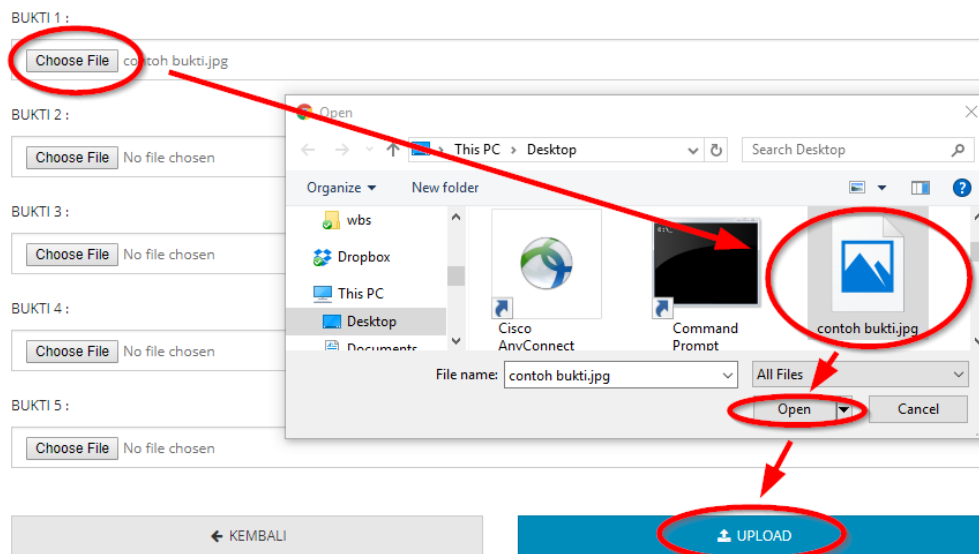 BUKTI 1 :
Choose File contoh bukti.jpg
BUKTI 2 :
Choose File No file chosen
BUKTI 3 :
Choose File No file chosen
BUKTI 4 :
Choose File No file chosen
BUKTI 5 :
Choose File No file chosen
Open
This PC > Desktop
Search Desktop
Organize
New folder
wbs
Dropbox
This PC
Desktop
Documents
Cisco
AnyConnect
Command
Prompt
contoh bukti.jpg
File name: contoh bukti.jpg
All Files
Open
Cancel
KEMBALI
UPLOAD